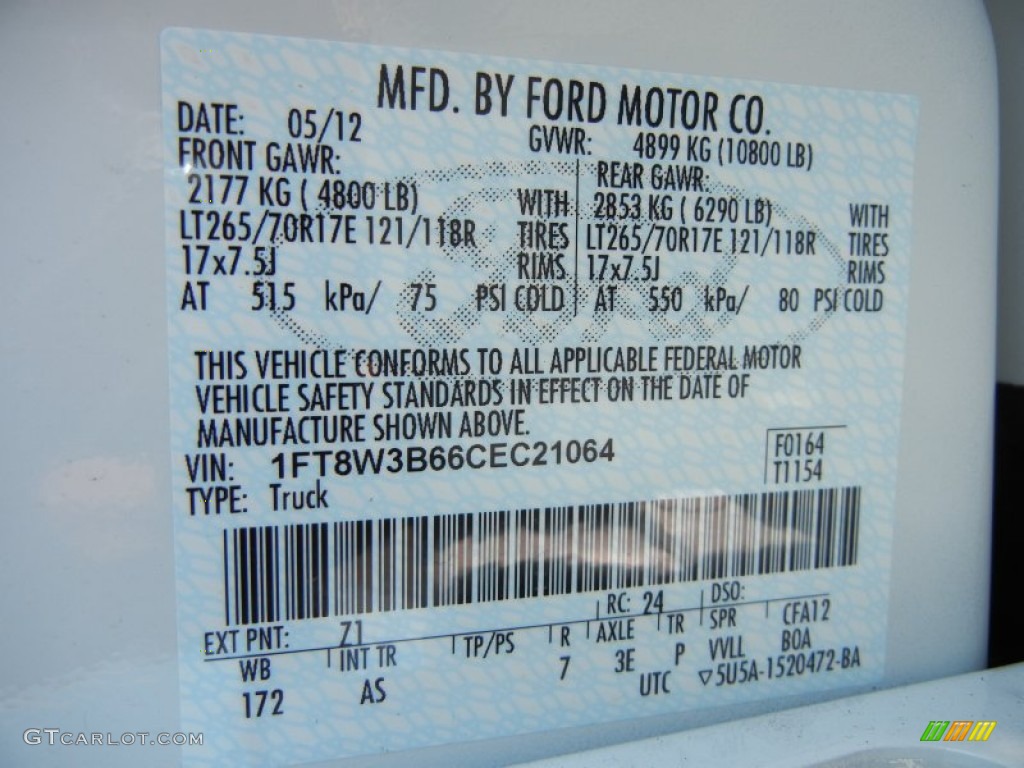 MFD. BY FORD MOTOR CO.
DATE: 05/12 GVWR: 4899 KG (10800 LB)
FRONT GAWR: REAR GAWR:
2177 KG ( 4800 LB) WITH 2853 KG ( 6290 LB) WITH
LT265/70R17E 121/118R TIRES LT265/70R17E 121/118R TIRES
17x7.5J RIMS 17x7.5J RIMS
AT 515 kPa/ 75 PSI COLD AT 550 kPa/ 80 PSI COLD
THIS VEHICLE CONFORMS TO ALL APPLICABLE FEDERAL MOTOR
VEHICLE SAFETY STANDARDS IN EFFECT ON THE DATE OF
MANUFACTURE SHOWN ABOVE.
VIN: 1FT8W3B66CEC21064 F0164
TYPE: Truck T1154
EXT PNT: Z1 RC: 24 DSO:
WB INT TR TP/PS R AXLE TR SPR CFA12
172 AS 7 3E P VVLL BOA
UTC ▽5U5A-1520472-BA
GTCARLOT.COM